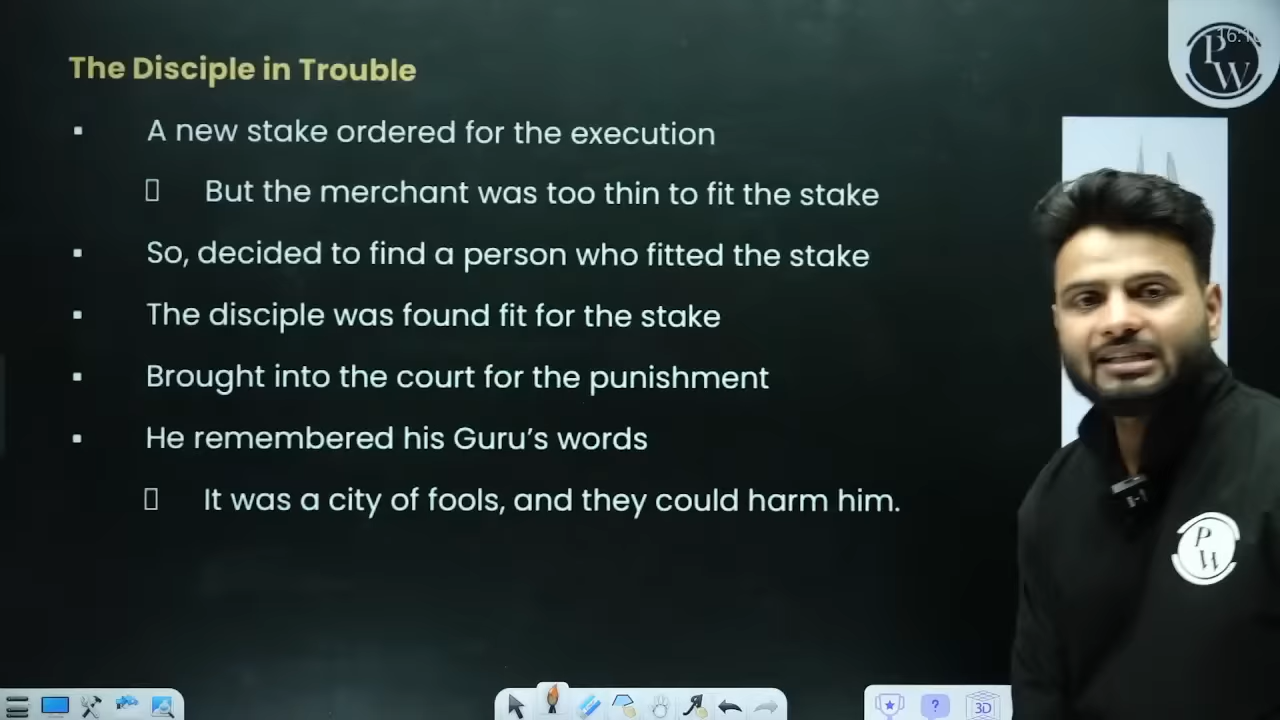 The Disciple in Trouble
▪ A new stake ordered for the execution
▯ But the merchant was too thin to fit the stake
▪ So, decided to find a person who fitted the stake
▪ The disciple was found fit for the stake
▪ Brought into the court for the punishment
▪ He remembered his Guru’s words
▯ It was a city of fools, and they could harm him.
PW
PW
?
3D